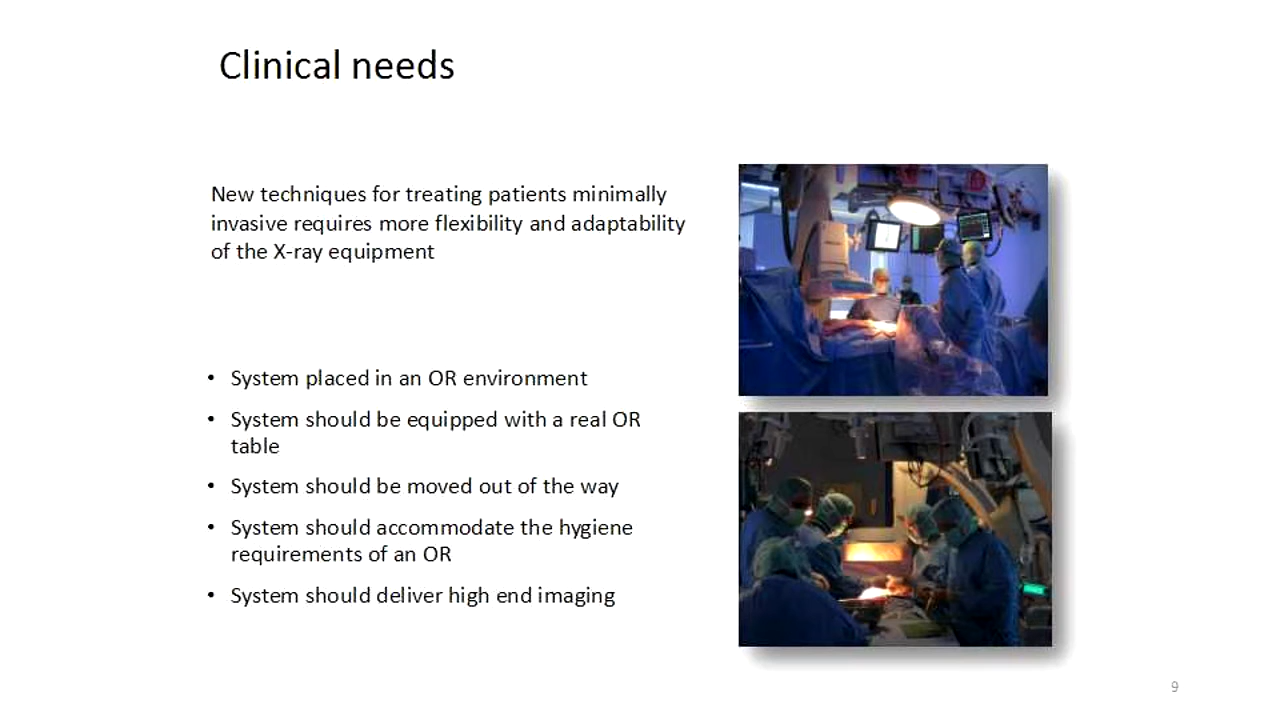 Clinical needs
New techniques for treating patients minimally
invasive requires more flexibility and adaptability
of the X-ray equipment
• System placed in an OR environment
• System should be equipped with a real OR
table
• System should be moved out of the way
• System should accommodate the hygiene
requirements of an OR
• System should deliver high end imaging
9